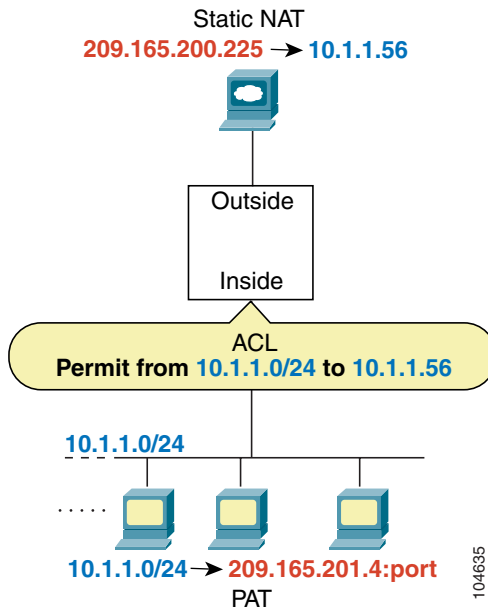 Static NAT
209.165.200.225 → 10.1.1.56
Outside
Inside
ACL
Permit from 10.1.1.0/24 to 10.1.1.56
10.1.1.0/24
10.1.1.0/24 → 209.165.201.4:port
PAT
104635